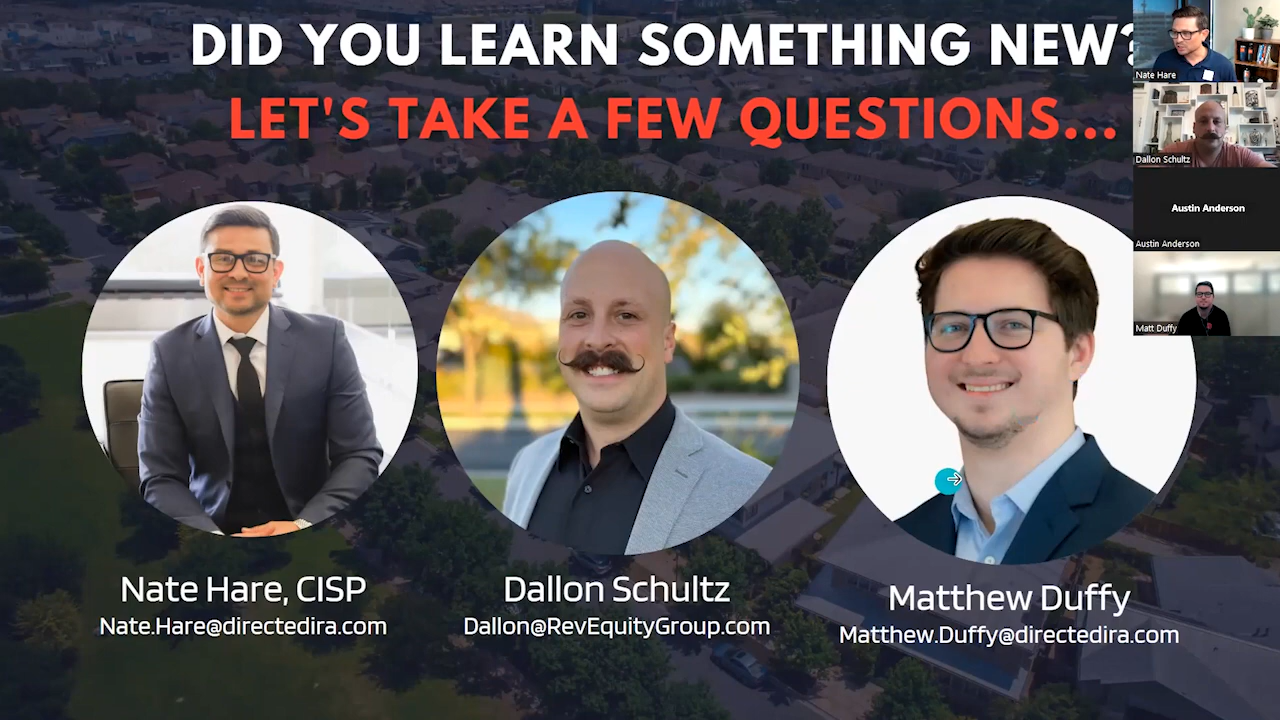 DID YOU LEARN SOMETHING NEW?
LET'S TAKE A FEW QUESTIONS...
Nate Hare
Dallon Schultz
Austin Anderson
Austin Anderson
Matt Duffy
Nate Hare, CISP
Nate.Hare@directedira.com
Dallon Schultz
Dallon@RevEquityGroup.com
Matthew Duffy
Matthew.Duffy@directedira.com